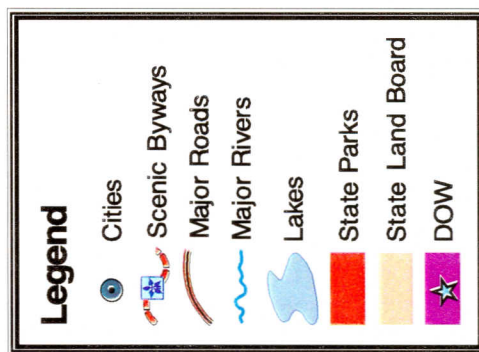 Legend
Cities
Scenic Byways
Major Roads
Major Rivers
Lakes
State Parks
State Land Board
DOW